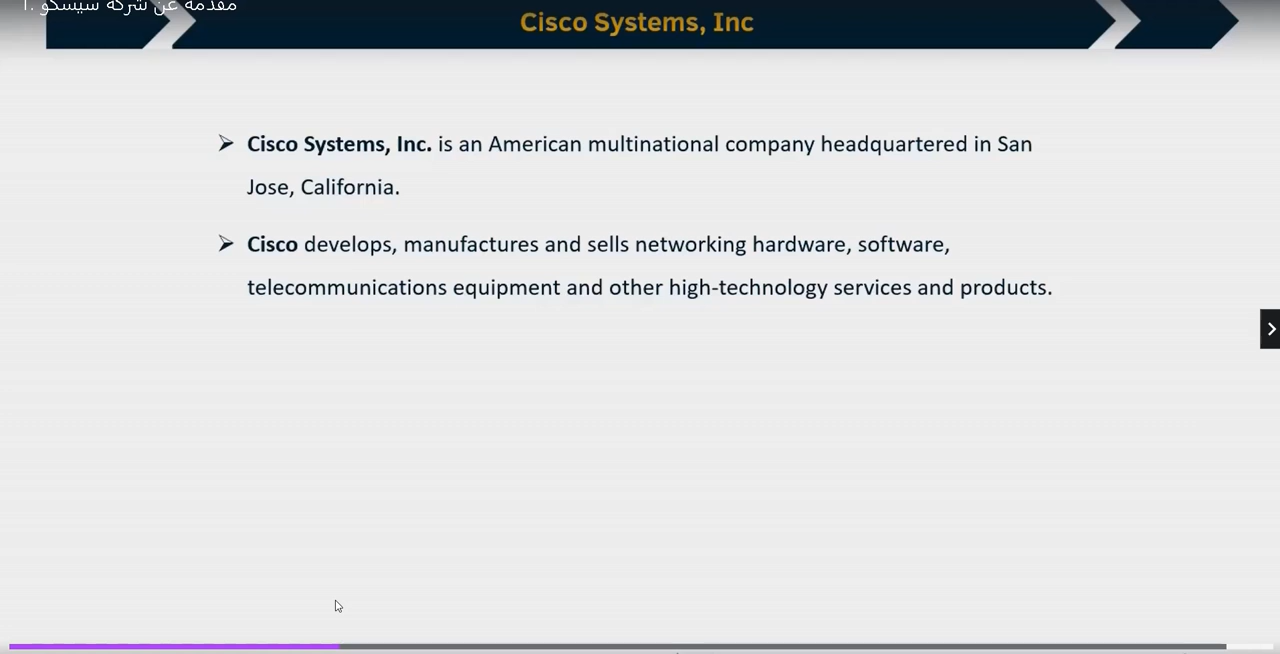 1. مقدمة عن شركة سيسكو
Cisco Systems, Inc
➢ Cisco Systems, Inc. is an American multinational company headquartered in San
Jose, California.
➢ Cisco develops, manufactures and sells networking hardware, software,
telecommunications equipment and other high-technology services and products.